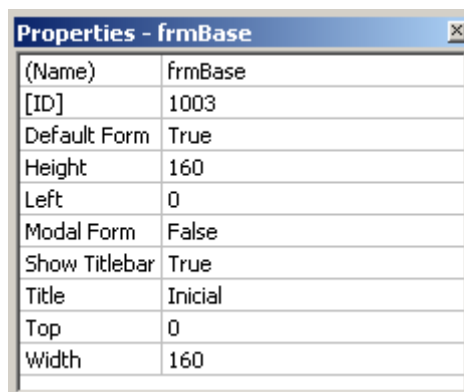 Properties - frmBase
(Name) frmBase
[ID] 1003
Default Form True
Height 160
Left 0
Modal Form False
Show Titlebar True
Title Inicial
Top 0
Width 160